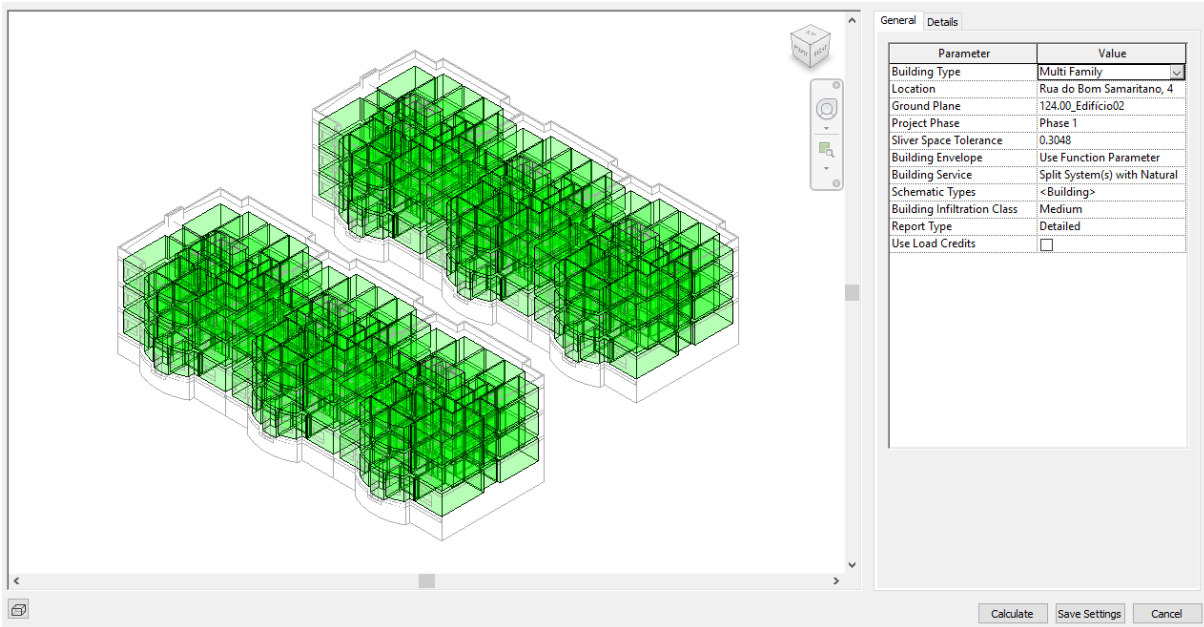 General Details
Parameter Value
Building Type Multi Family
Location Rua do Bom Samaritano, 4
Ground Plane 124.00_Edifício02
Project Phase Phase 1
Sliver Space Tolerance 0.3048
Building Envelope Use Function Parameter
Building Service Split System(s) with Natural
Schematic Types <Building>
Building Infiltration Class Medium
Report Type Detailed
Use Load Credits
Calculate Save Settings Cancel